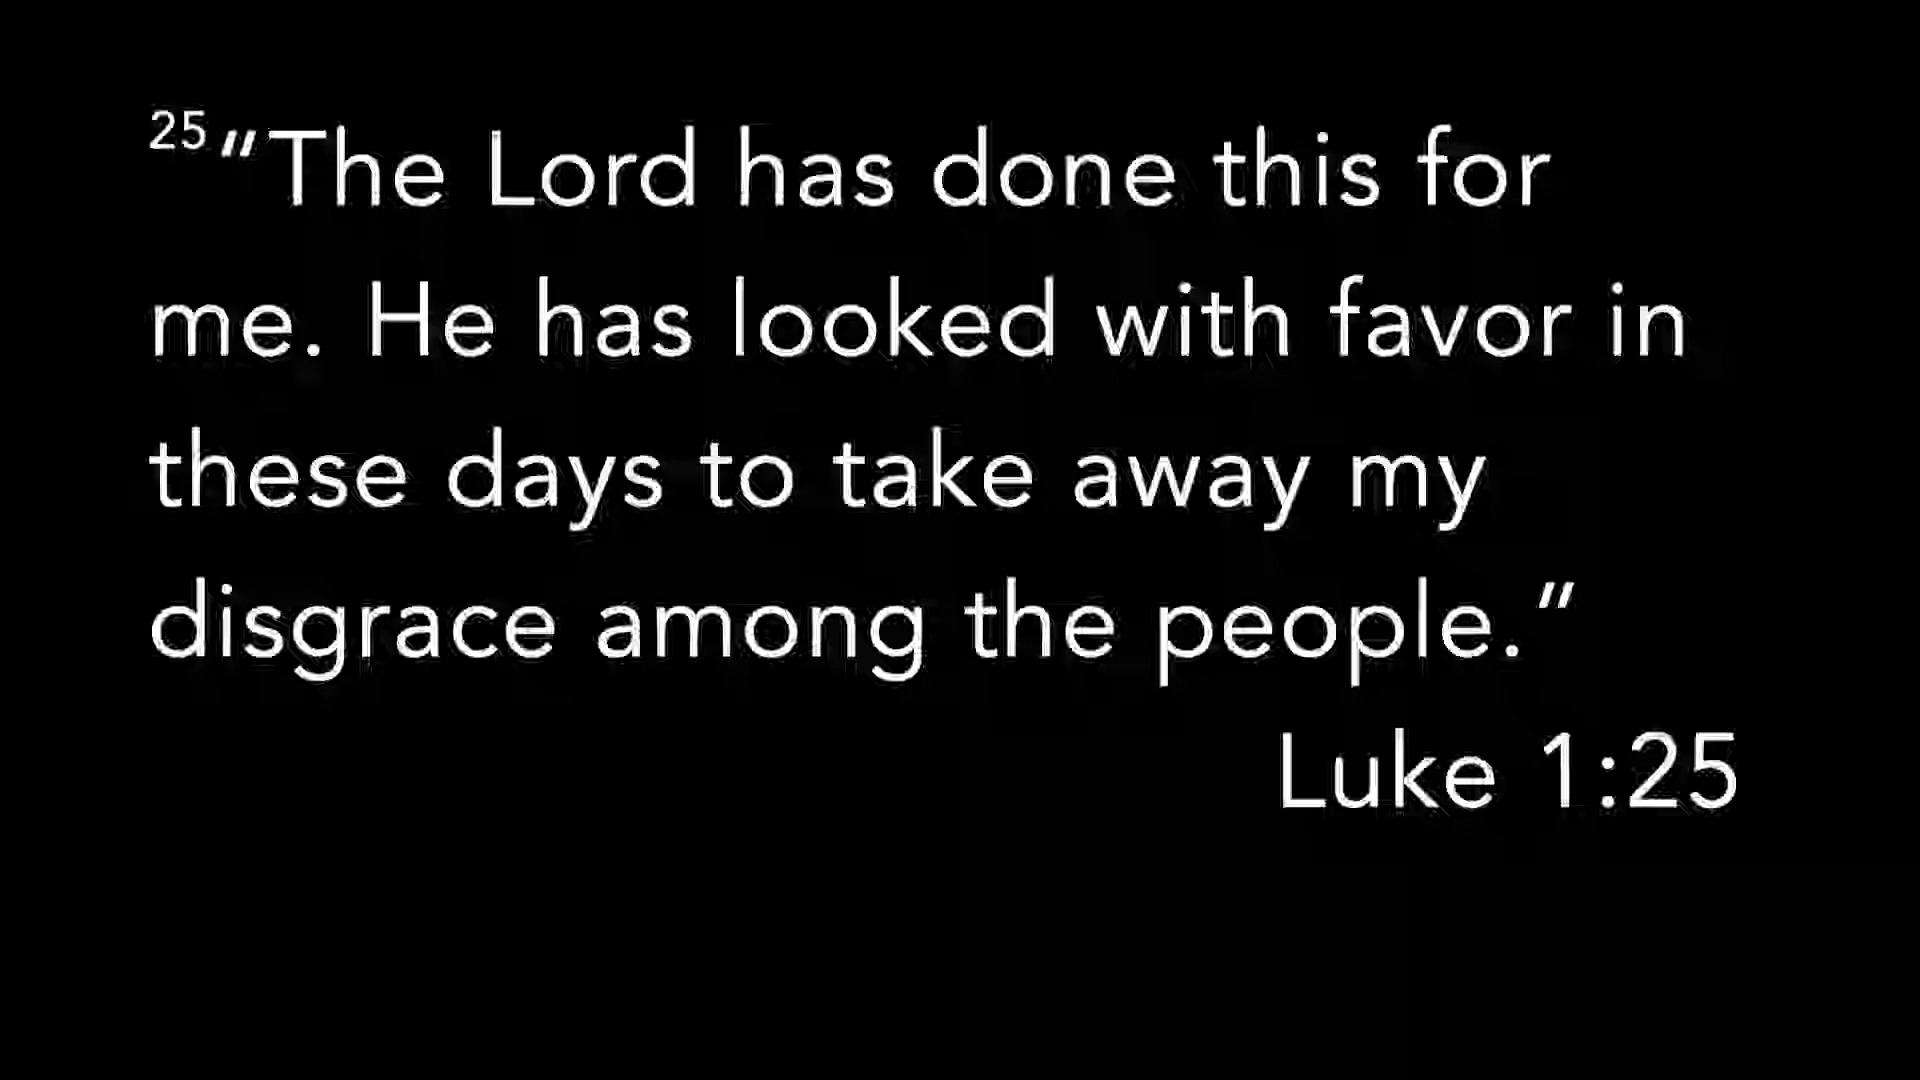 25 “The Lord has done this for
me. He has looked with favor in
these days to take away my
disgrace among the people.”
Luke 1:25